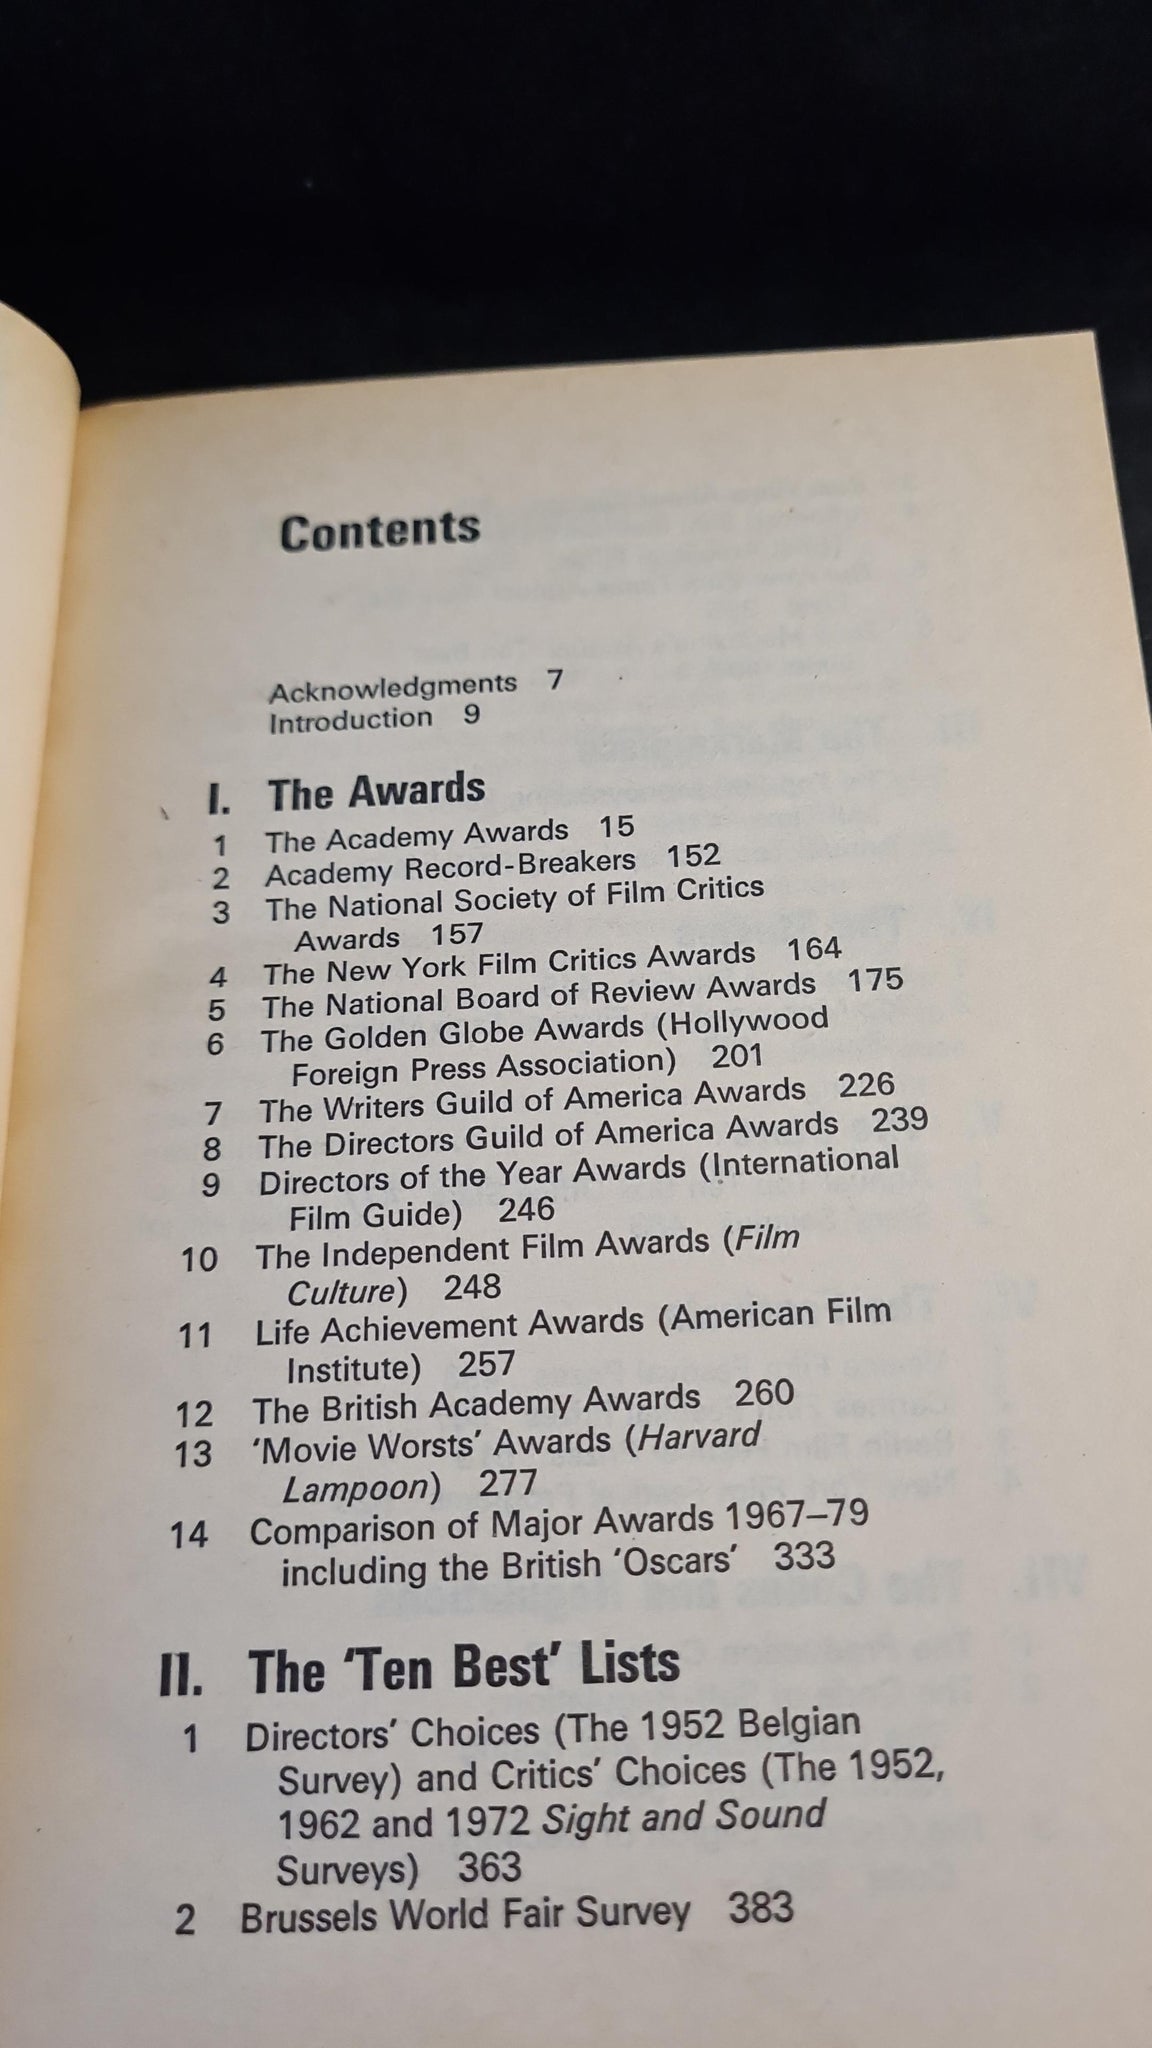 Contents
Acknowledgments 7
Introduction 9
I. The Awards
1 The Academy Awards 15
2 Academy Record-Breakers 152
3 The National Society of Film Critics
Awards 157
4 The New York Film Critics Awards 164
5 The National Board of Review Awards 175
6 The Golden Globe Awards (Hollywood
Foreign Press Association) 201
7 The Writers Guild of America Awards 226
8 The Directors Guild of America Awards 239
9 Directors of the Year Awards (International
Film Guide) 246
10 The Independent Film Awards (Film
Culture) 248
11 Life Achievement Awards (American Film
Institute) 257
12 The British Academy Awards 260
13 'Movie Worsts' Awards (Harvard
Lampoon) 277
14 Comparison of Major Awards 1967–79
including the British 'Oscars' 333
II. The 'Ten Best' Lists
1 Directors' Choices (The 1952 Belgian
Survey) and Critics' Choices (The 1952,
1962 and 1972 Sight and Sound
Surveys) 363
2 Brussels World Fair Survey 383